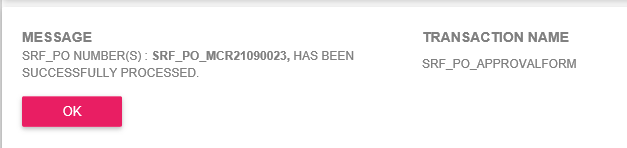 MESSAGE
SRF_PO NUMBER(S) : SRF_PO_MCR21090023, HAS BEEN
SUCCESSFULLY PROCESSED.
OK
TRANSACTION NAME
SRF_PO_APPROVALFORM